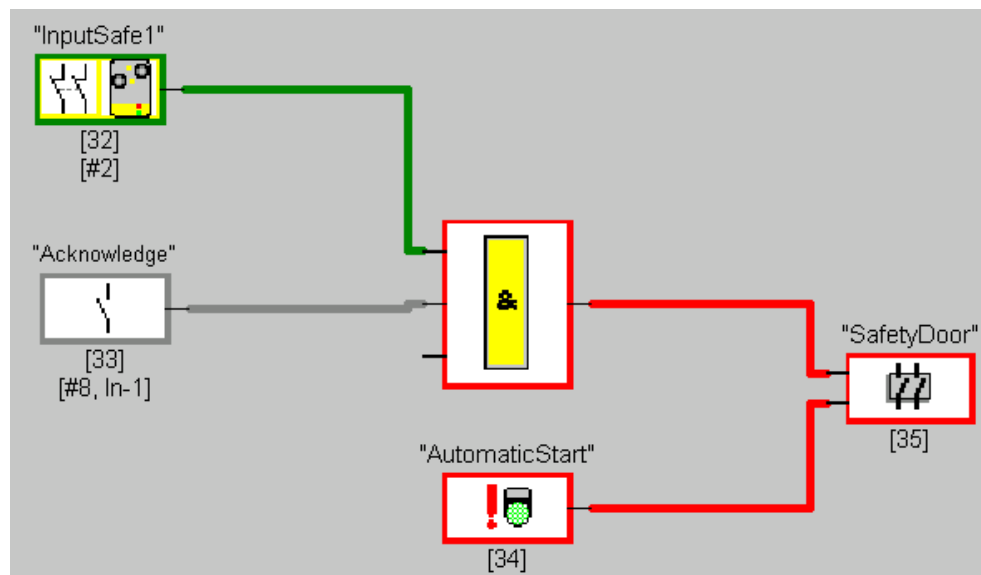 "InputSafe1"
[32]
[#2]
"Acknowledge"
[33]
[#8, In-1]
&
"AutomaticStart"
[34]
"SafetyDoor"
[35]